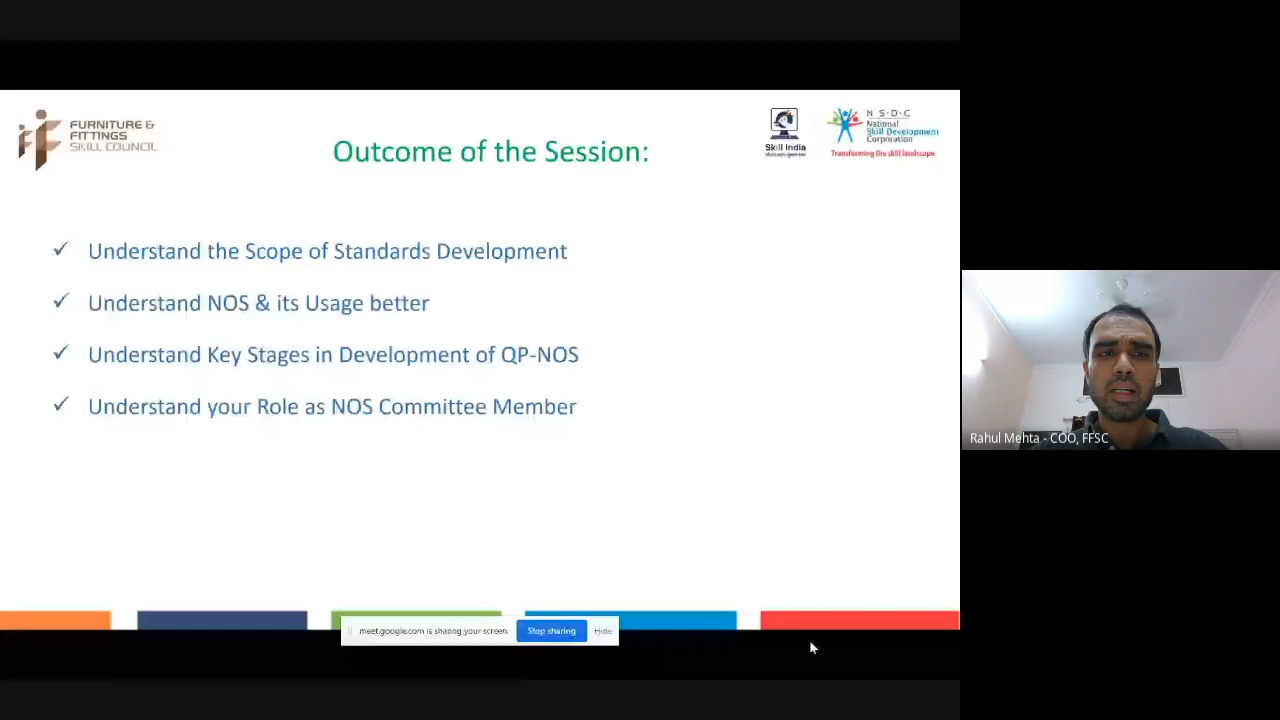 FURNITURE &
FITTINGS
SKILL COUNCIL
Outcome of the Session:
Skill India
N·S·D·C
National
Skill Development
Corporation
Transforming the skill landscape
✓ Understand the Scope of Standards Development
✓ Understand NOS & its Usage better
✓ Understand Key Stages in Development of QP-NOS
✓ Understand your Role as NOS Committee Member
Rahul Mehta - COO, FFSC
meet.google.com is sharing your screen.
Stop sharing
Hide